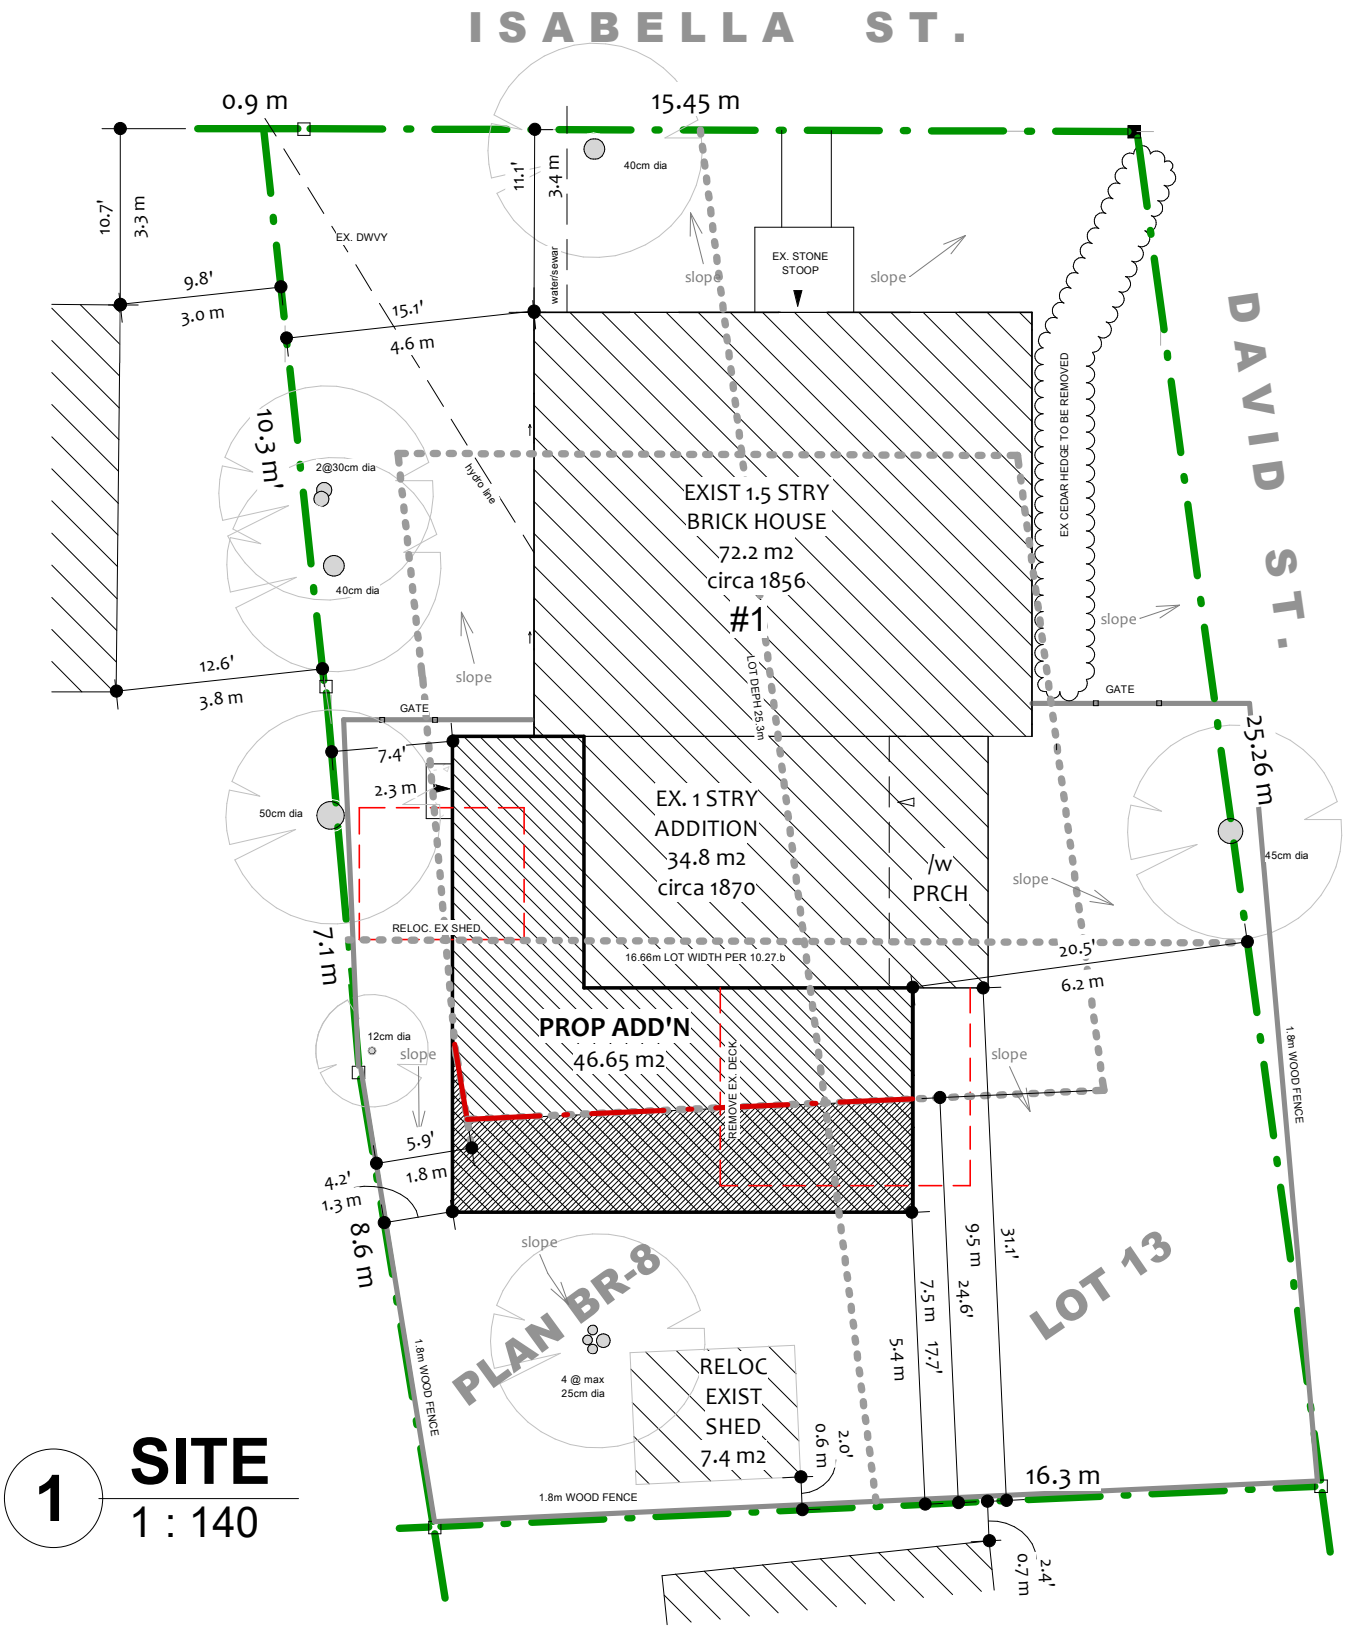 ISABELLA ST.
0.9 m
15.45 m
40cm dia
11.1'
3.4 m
10.7'
3.3 m
EX. DWVY
water/sewar
EX. STONE
STOOP
slope
slope
9.8'
3.0 m
15.1'
4.6 m
DAVID ST.
EX CEDAR HEDGE TO BE REMOVED
10.3 m'
2@30cm dia
hydro line
40cm dia
EXIST 1.5 STRY
BRICK HOUSE
72.2 m2
circa 1856
#1
LOT DEPH 25.3m
slope
slope
12.6'
3.8 m
GATE
GATE
7.4'
2.3 m
25.26 m
50cm dia
EX. 1 STRY
ADDITION
34.8 m2
circa 1870
/w
PRCH
45cm dia
slope
RELOC. EX SHED
7.1 m
16.66m LOT WIDTH PER 10.27.b
20.5'
6.2 m
PROP ADD'N
46.65 m2
REMOVE EX. DECK
12cm dia
slope
slope
1.8m WOOD FENCE
5.9'
1.8 m
4.2'
1.3 m
8.6 m
slope
PLAN BR-8
LOT 13
31.1'
9.5 m
24.6'
7.5 m
17.7'
5.4 m
1.8m WOOD FENCE
4 @ max
25cm dia
RELOC
EXIST
SHED
7.4 m2
2.0'
0.6 m
1.8m WOOD FENCE
16.3 m
2.4'
0.7 m
1
SITE
1 : 140